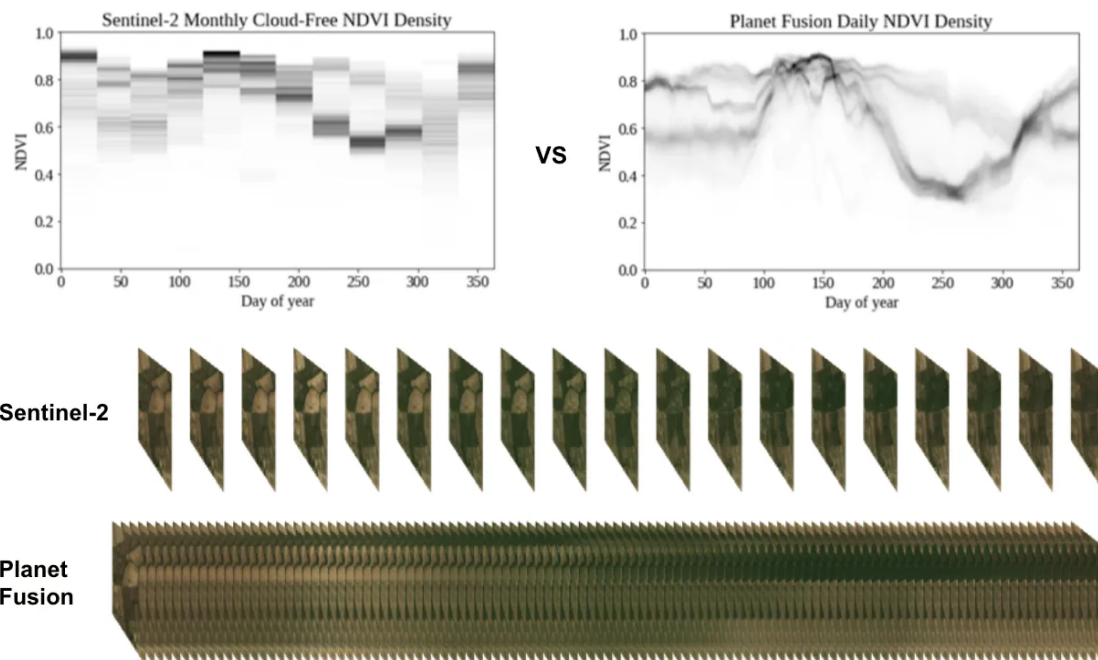 Sentinel-2 Monthly Cloud-Free NDVI Density
1.0
0.8
0.6
0.4
0.2
0.0
NDVI
0 50 100 150 200 250 300 350
Day of year
VS
Planet Fusion Daily NDVI Density
1.0
0.8
0.6
0.4
0.2
0.0
NDVI
0 50 100 150 200 250 300 350
Day of year
Sentinel-2
Planet
Fusion